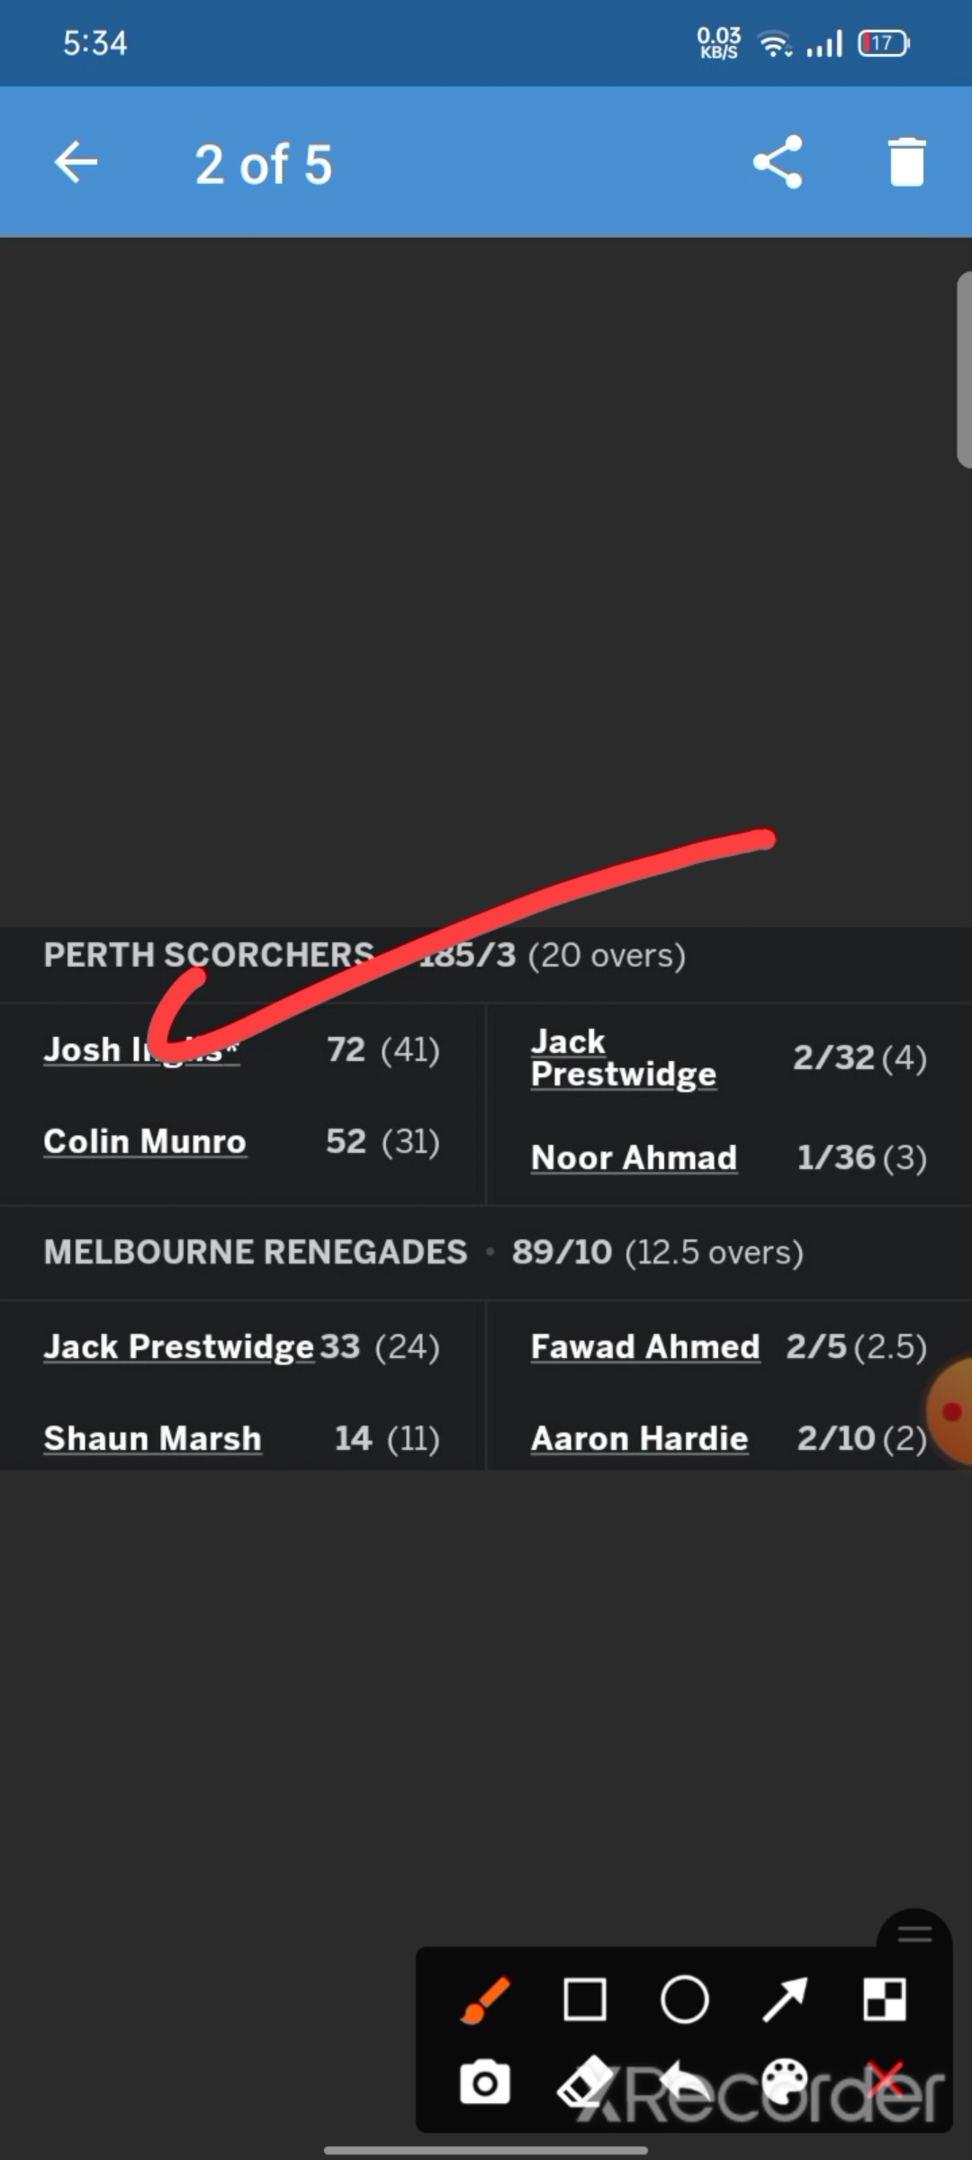 5:34
0.03
KB/S
17
2 of 5
PERTH SCORCHERS 185/3 (20 overs)
Josh Inglis* 72 (41)
Jack
Prestwidge 2/32 (4)
Colin Munro 52 (31)
Noor Ahmad 1/36 (3)
MELBOURNE RENEGADES • 89/10 (12.5 overs)
Jack Prestwidge 33 (24)
Fawad Ahmed 2/5 (2.5)
Shaun Marsh 14 (11)
Aaron Hardie 2/10 (2)
XRecorder